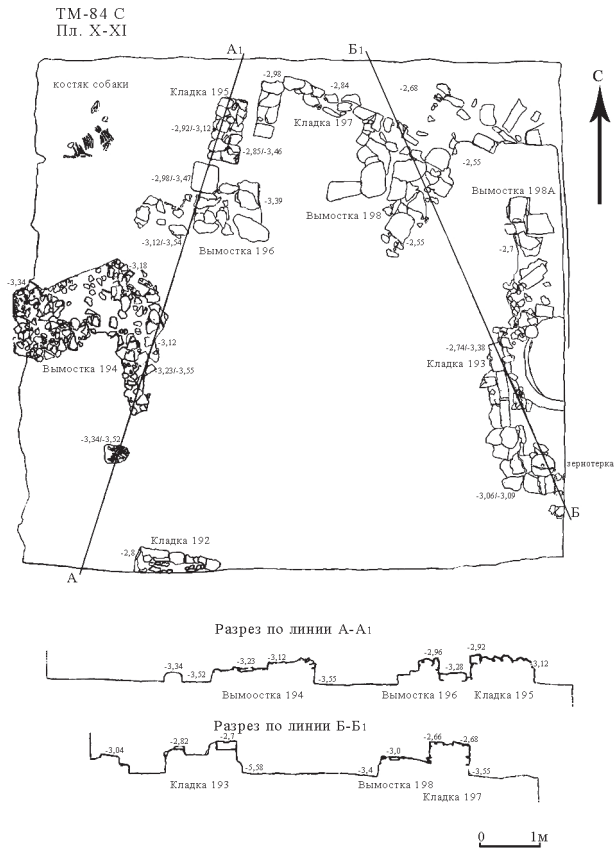 ТМ-84 С
Пл. X-XI
А1
Б1
С
костяк собаки
Кладка 195
-2,98
-2,84
-2,68
Кладка 197
-2,92/-3,12
-2,85/-3,46
-2,55
-2,98/-3,47
Вымостка 198А
-3,39
Вымостка 198
-3,12/-3,54
Вымостка 196
-2,55
-2,7
-3,18
-3,34
-3,12
-2,74/-3,38
Кладка 193
Вымостка 194
-3,23/-3,55
-3,34/-3,52
зернотерка
-3,06/-3,09
Б
Кладка 192
-2,8
А
Разрез по линии А-А1
-3,34
-3,52
-3,23
-3,12
-3,55
-2,96
-3,28
-2,92
-3,12
Вымоостка 194
Вымостка 196
Кладка 195
Разрез по линии Б-Б1
-3,04
-2,82
-2,7
-5,58
-3,4
-3,0
-2,66
-2,68
-3,55
Кладка 193
Вымостка 198
Кладка 197
0
1м